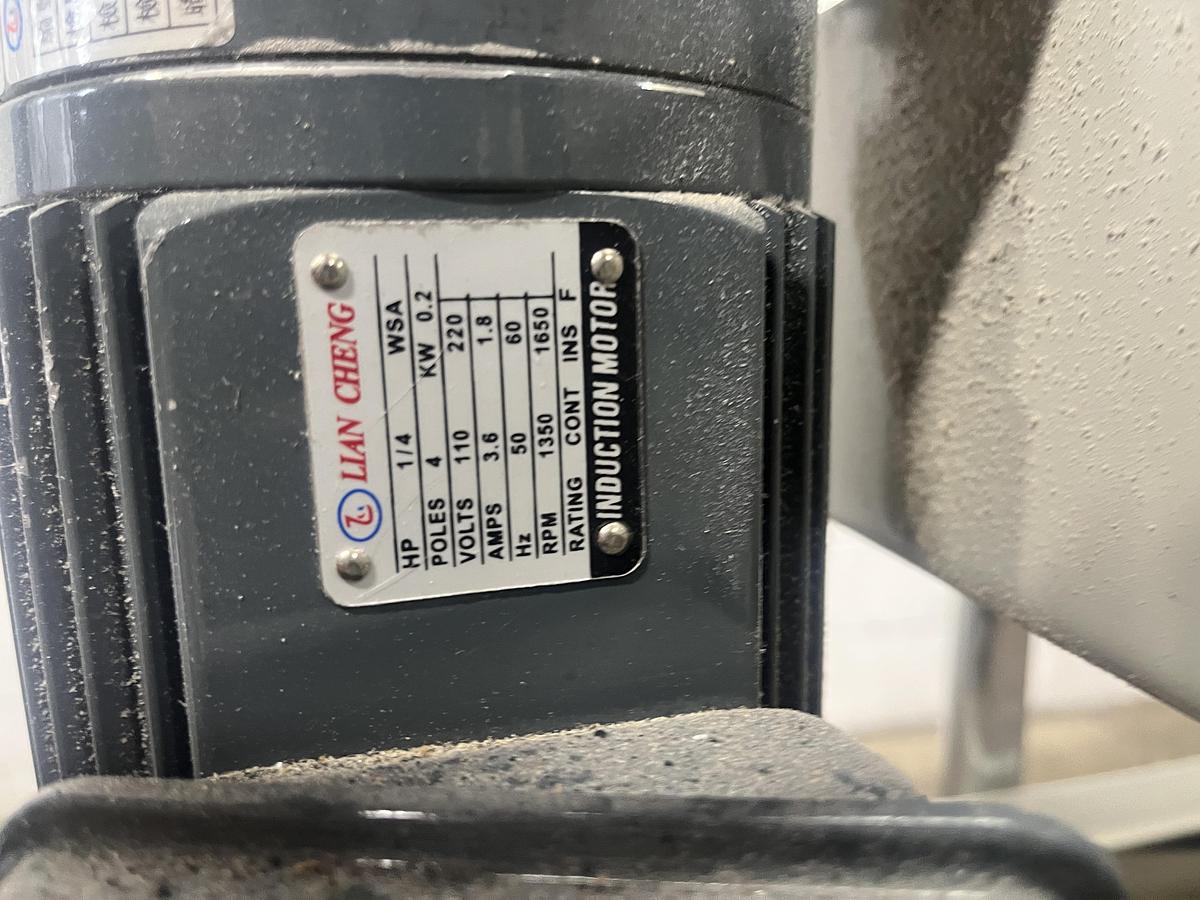 LIAN CHENG
HP 1/4 WSA
POLES 4 KW 0.2
VOLTS 110 220
AMPS 3.6 1.8
Hz 50 60
RPM 1350 1650
RATING CONT INS F
INDUCTION MOTOR